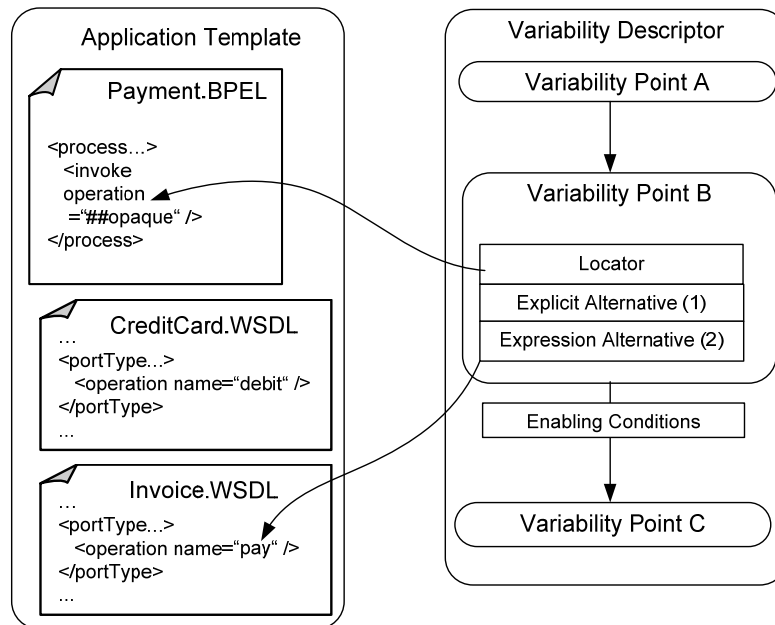 Application Template
Payment.BPEL
<process...>
<invoke
operation
=“##opaque“ />
</process>
CreditCard.WSDL
...
<portType...>
<operation name=“debit“ />
</portType>
...
Invoice.WSDL
...
<portType...>
<operation name=“pay“ />
</portType>
...
Variability Descriptor
Variability Point A
Variability Point B
Locator
Explicit Alternative (1)
Expression Alternative (2)
Enabling Conditions
Variability Point C